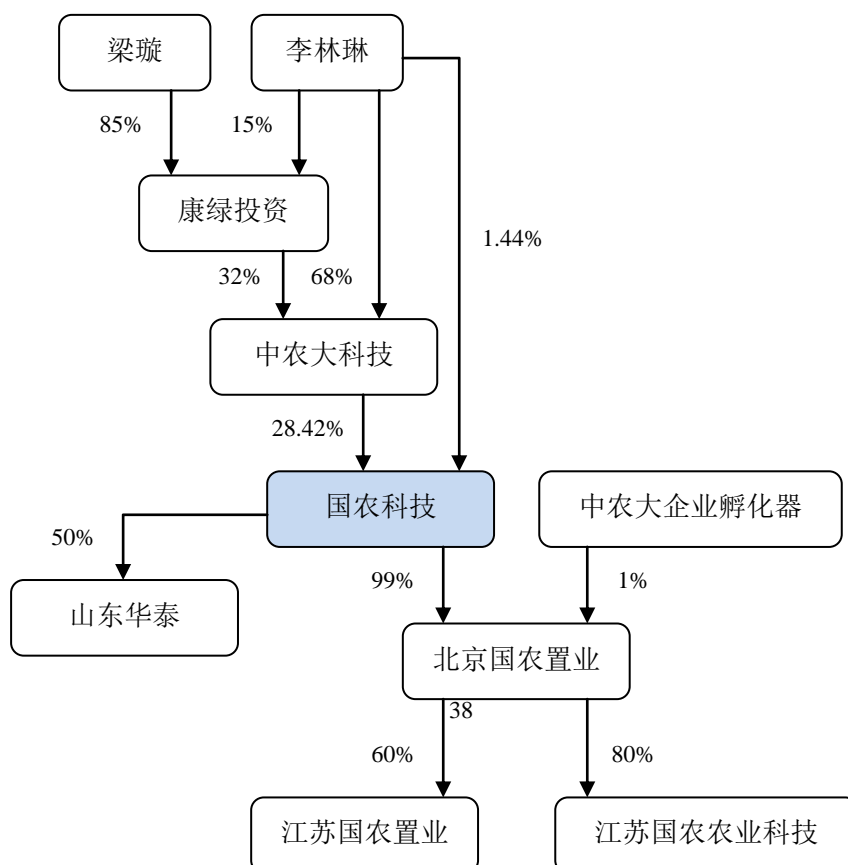 梁璇
李林琳
85%
15%
康绿投资
1.44%
32%
68%
中农大科技
28.42%
国农科技
中农大企业孵化器
50%
99%
1%
山东华泰
北京国农置业
38
60%
80%
江苏国农置业
江苏国农农业科技